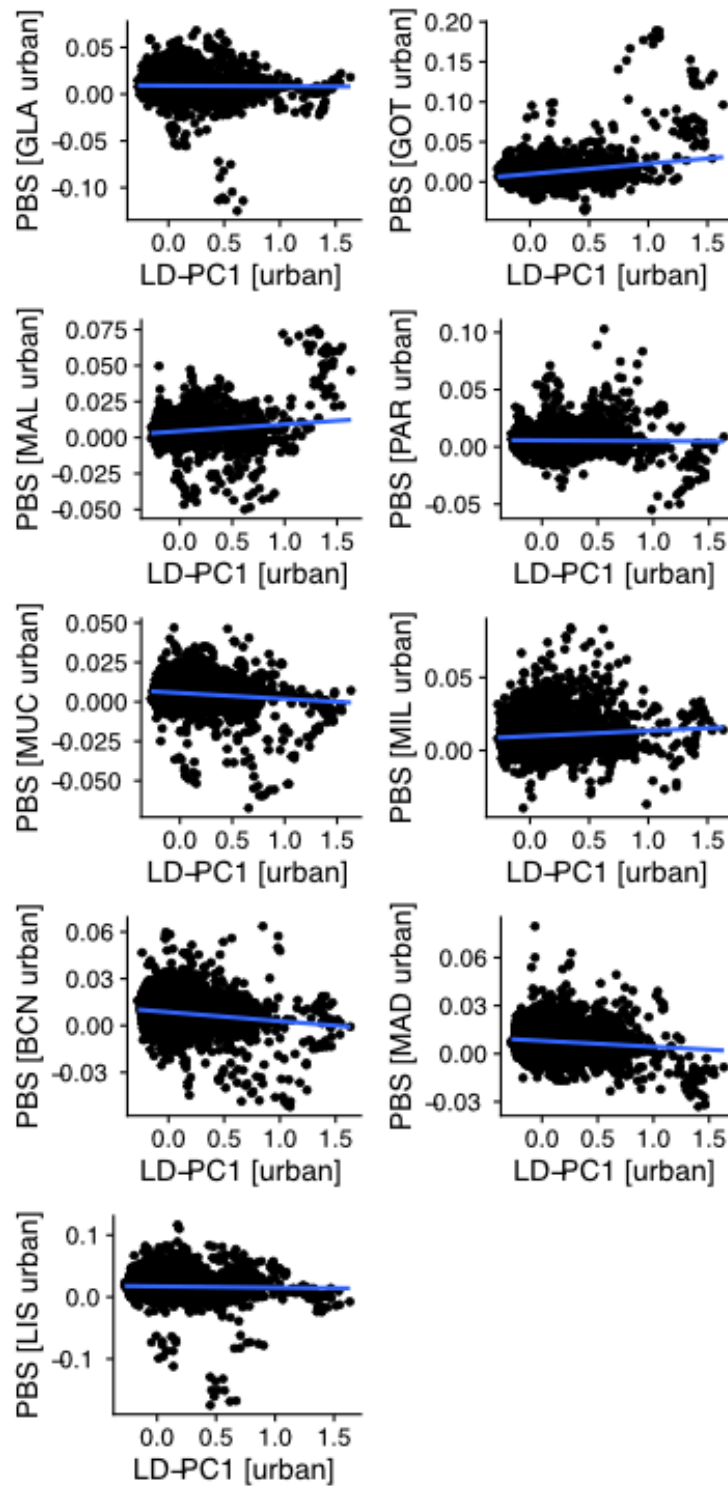 PBS [GLA urban]
0.05
0.00
-0.05
-0.10
0.0 0.5 1.0 1.5
LD-PC1 [urban]
PBS [GOT urban]
0.20
0.15
0.10
0.05
0.00
0.0 0.5 1.0 1.5
LD-PC1 [urban]
PBS [MAL urban]
0.075
0.050
0.025
0.000
-0.025
-0.050
0.0 0.5 1.0 1.5
LD-PC1 [urban]
PBS [PAR urban]
0.10
0.05
0.00
-0.05
0.0 0.5 1.0 1.5
LD-PC1 [urban]
PBS [MUC urban]
0.050
0.025
0.000
-0.025
-0.050
0.0 0.5 1.0 1.5
LD-PC1 [urban]
PBS [MIL urban]
0.05
0.00
0.0 0.5 1.0 1.5
LD-PC1 [urban]
PBS [BCN urban]
0.06
0.03
0.00
-0.03
0.0 0.5 1.0 1.5
LD-PC1 [urban]
PBS [MAD urban]
0.06
0.03
0.00
-0.03
0.0 0.5 1.0 1.5
LD-PC1 [urban]
PBS [LIS urban]
0.1
0.0
-0.1
0.0 0.5 1.0 1.5
LD-PC1 [urban]